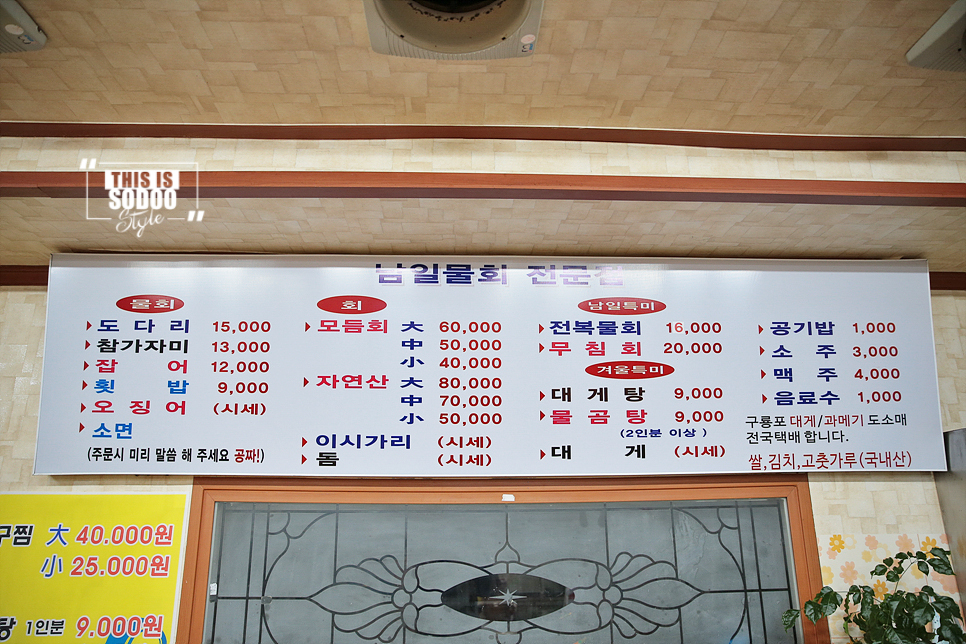 THIS IS
SODOO
Style
남일물회 전문점
물회
도다리 15,000
참가자미 13,000
잡어 12,000
횟밥 9,000
오징어 (시세)
소면
(주문시 미리 말씀 해 주세요 공짜!)
회
모듬회 大 60,000
中 50,000
小 40,000
자연산 大 80,000
中 70,000
小 50,000
이시가리 (시세)
돔 (시세)
남일특미
전복물회 16,000
무침회 20,000
겨울특미
대게탕 9,000
물곰탕 9,000
(2인분 이상 )
대게 (시세)
공기밥 1,000
소주 3,000
맥주 4,000
음료수 1,000
구룡포 대게/과메기 도소매
전국택배 합니다.
쌀,김치,고춧가루(국내산)
구찜 大 40.000원
小 25.000원
탕 1인분 9.000원